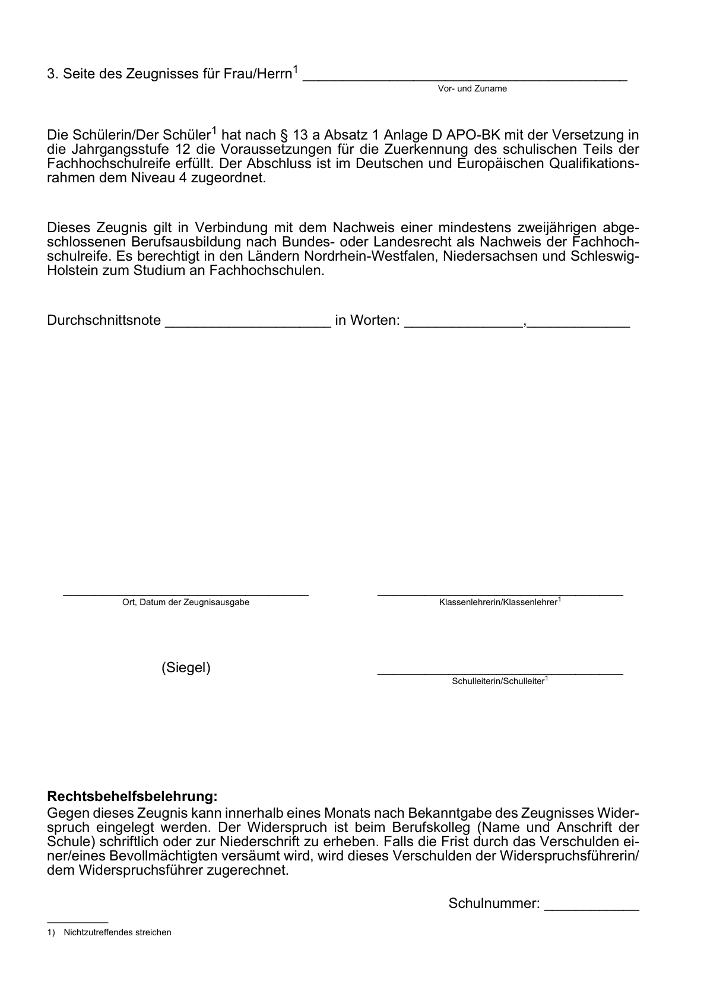 3. Seite des Zeugnisses für Frau/Herrn1 _________________________________________
Vor- und Zuname
Die Schülerin/Der Schüler1 hat nach § 13 a Absatz 1 Anlage D APO-BK mit der Versetzung in
die Jahrgangsstufe 12 die Voraussetzungen für die Zuerkennung des schulischen Teils der
Fachhochschulreife erfüllt. Der Abschluss ist im Deutschen und Europäischen Qualifikations-
rahmen dem Niveau 4 zugeordnet.
Dieses Zeugnis gilt in Verbindung mit dem Nachweis einer mindestens zweijährigen abge-
schlossenen Berufsausbildung nach Bundes- oder Landesrecht als Nachweis der Fachhoch-
schulreife. Es berechtigt in den Ländern Nordrhein-Westfalen, Niedersachsen und Schleswig-
Holstein zum Studium an Fachhochschulen.
Durchschnittsnote _____________________ in Worten: _______________,_____________
_______________________________ _______________________________
Ort, Datum der Zeugnisausgabe Klassenlehrerin/Klassenlehrer1
(Siegel) _______________________________
Schulleiterin/Schulleiter1
Rechtsbehelfsbelehrung:
Gegen dieses Zeugnis kann innerhalb eines Monats nach Bekanntgabe des Zeugnisses Wider-
spruch eingelegt werden. Der Widerspruch ist beim Berufskolleg (Name und Anschrift der
Schule) schriftlich oder zur Niederschrift zu erheben. Falls die Frist durch das Verschulden ei-
ner/eines Bevollmächtigten versäumt wird, wird dieses Verschulden der Widerspruchsführerin/
dem Widerspruchsführer zugerechnet.
Schulnummer: ____________
1) Nichtzutreffendes streichen